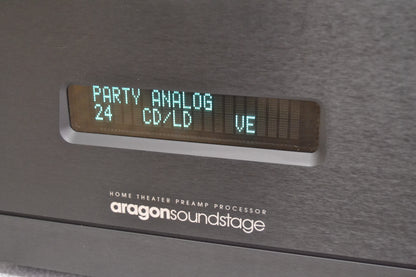 PARTY ANALOG
24 CD/LD VE
HOME THEATER PREAMP PROCESSOR
aragonsoundstage